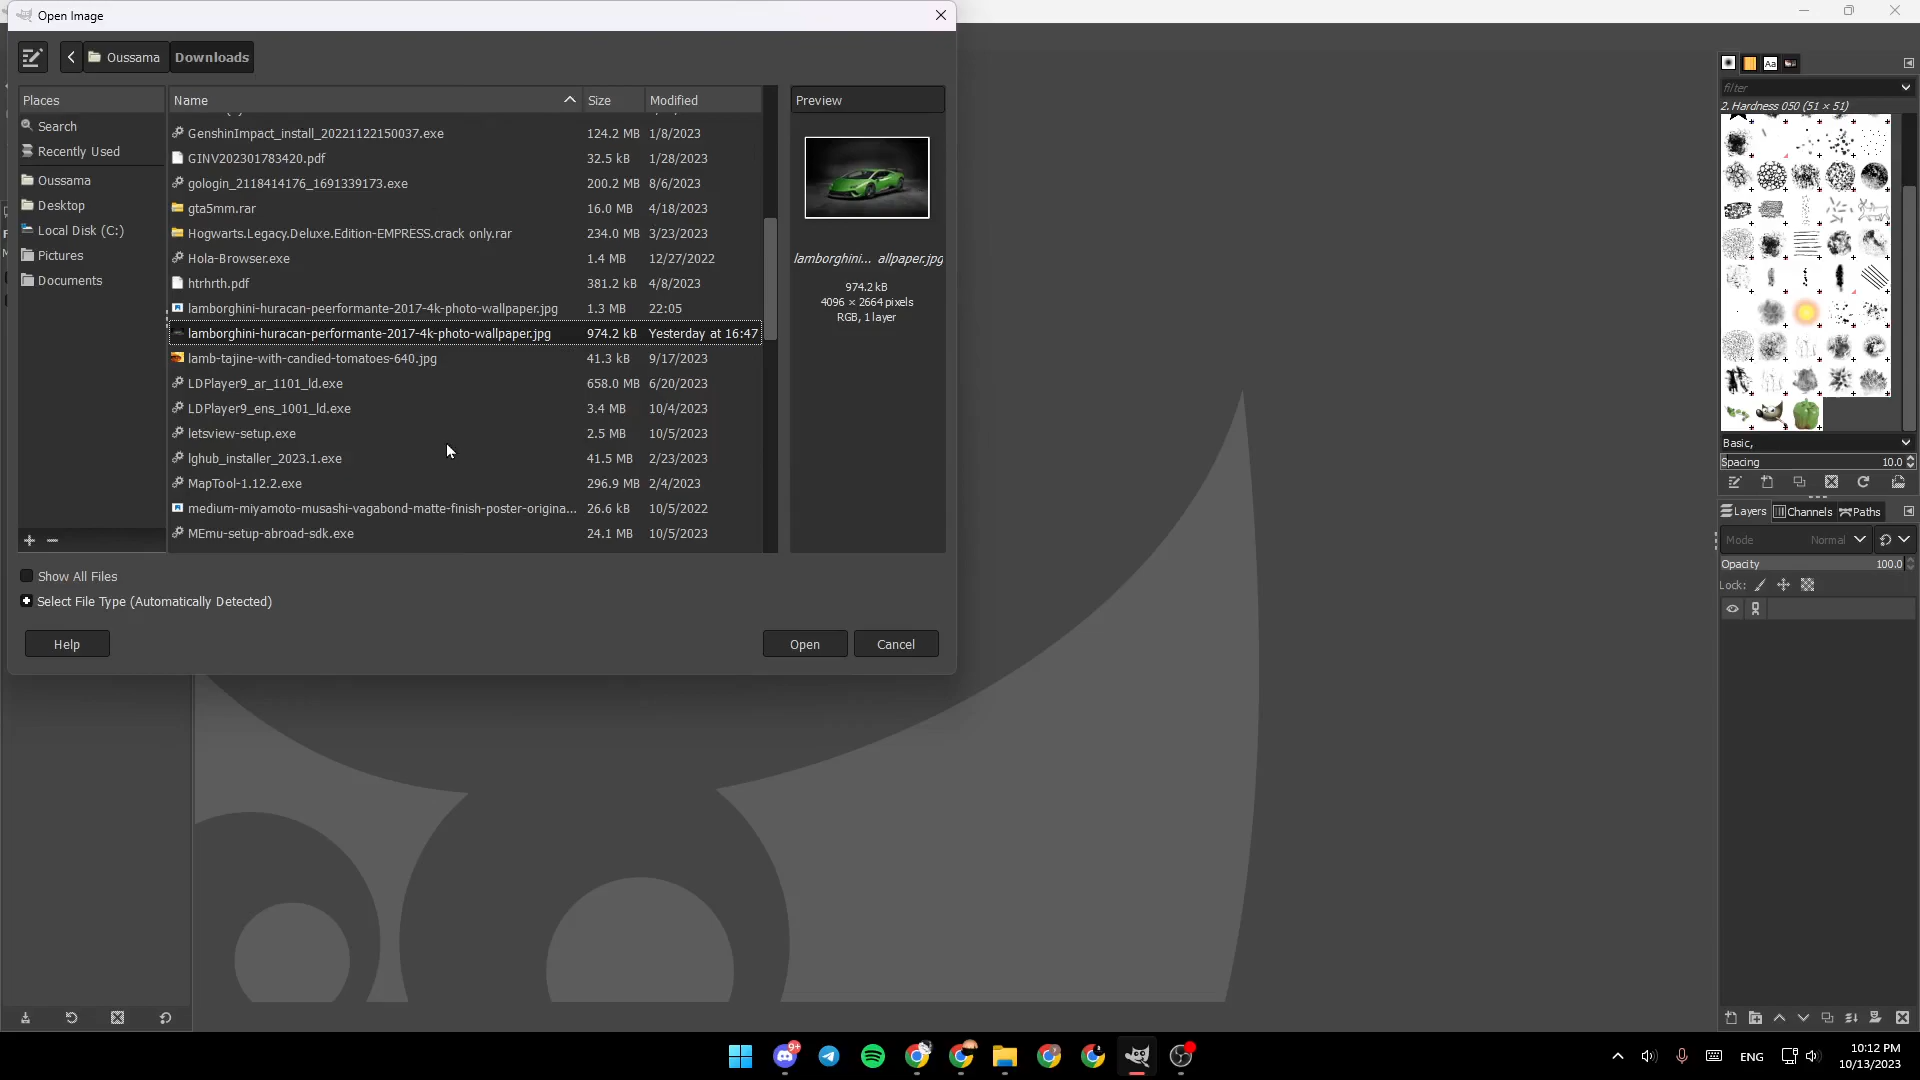 Open Image
Oussama Downloads
Places
Search
Recently Used
Oussama
Desktop
Local Disk (C:)
Pictures
Documents
Name Size Modified
GenshinImpact_install_20221122150037.exe 124.2 MB 1/8/2023
GINV202301783420.pdf 32.5 kB 1/28/2023
gologin_2118414176_1691339173.exe 200.2 MB 8/6/2023
gta5mm.rar 16.0 MB 4/18/2023
Hogwarts.Legacy.Deluxe.Edition-EMPRESS.crack only.rar 234.0 MB 3/23/2023
Hola-Browser.exe 1.4 MB 12/27/2022
htrhrth.pdf 381.2 kB 4/8/2023
lamborghini-huracan-peerformante-2017-4k-photo-wallpaper.jpg 1.3 MB 22:05
lamborghini-huracan-performante-2017-4k-photo-wallpaper.jpg 974.2 kB Yesterday at 16:47
lamb-tajine-with-candied-tomatoes-640.jpg 41.3 kB 9/17/2023
LDPlayer9_ar_1101_ld.exe 658.0 MB 6/20/2023
LDPlayer9_ens_1001_ld.exe 3.4 MB 10/4/2023
letsview-setup.exe 2.5 MB 10/5/2023
lghub_installer_2023.1.exe 41.5 MB 2/23/2023
MapTool-1.12.2.exe 296.9 MB 2/4/2023
medium-miyamoto-musashi-vagabond-matte-finish-poster-origina... 26.6 kB 10/5/2022
MEmu-setup-abroad-sdk.exe 24.1 MB 10/5/2023
Preview
lamborghini... allpaper.jpg
974.2 kB
4096 × 2664 pixels
RGB, 1 layer
Show All Files
Select File Type (Automatically Detected)
Help
Open
Cancel
Aa
filter
2. Hardness 050 (51 × 51)
Basic,
Spacing 10.0
Layers Channels Paths
Mode Normal
Opacity 100.0
Lock:
9+
ENG
10:12 PM
10/13/2023